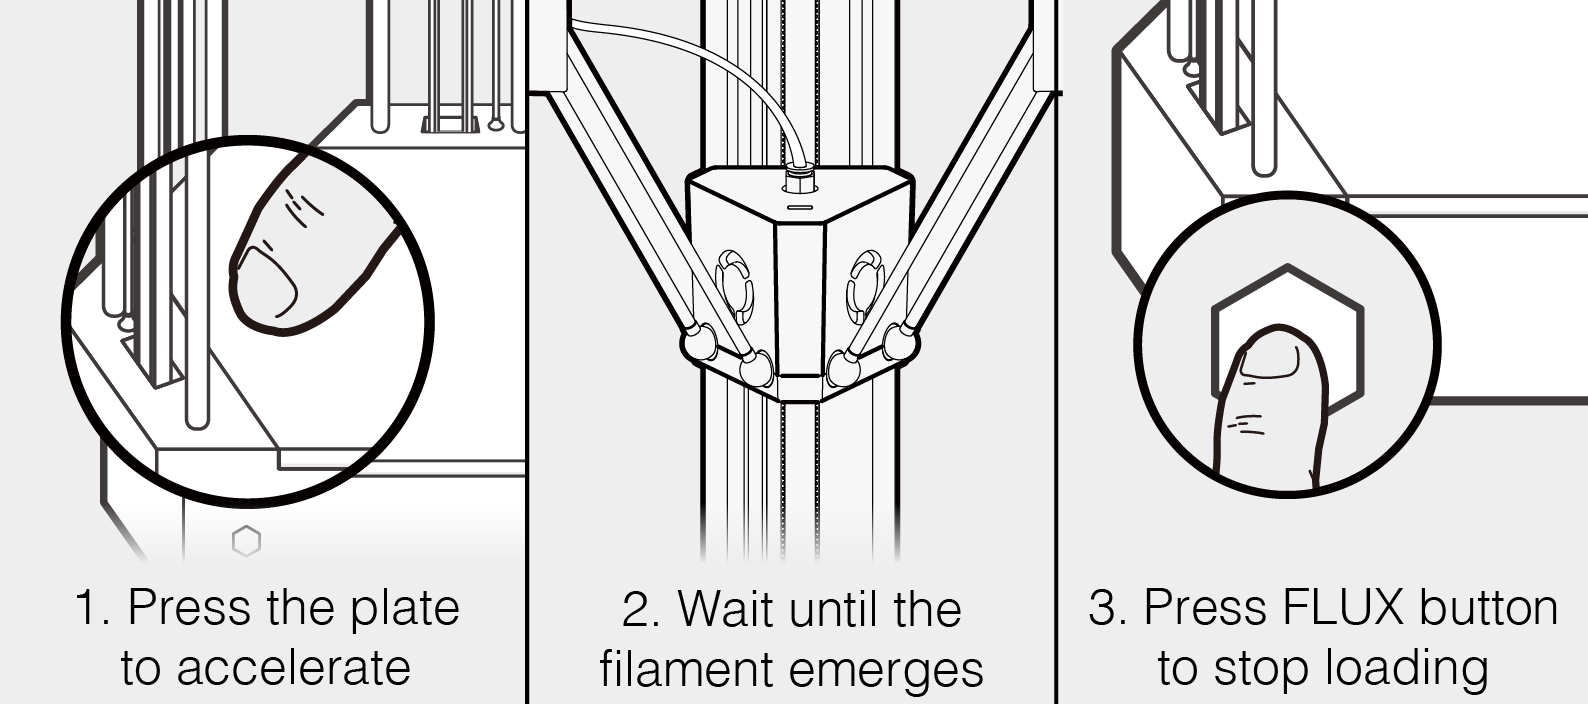 1. Press the plate
to accelerate
2. Wait until the
filament emerges
3. Press FLUX button
to stop loading